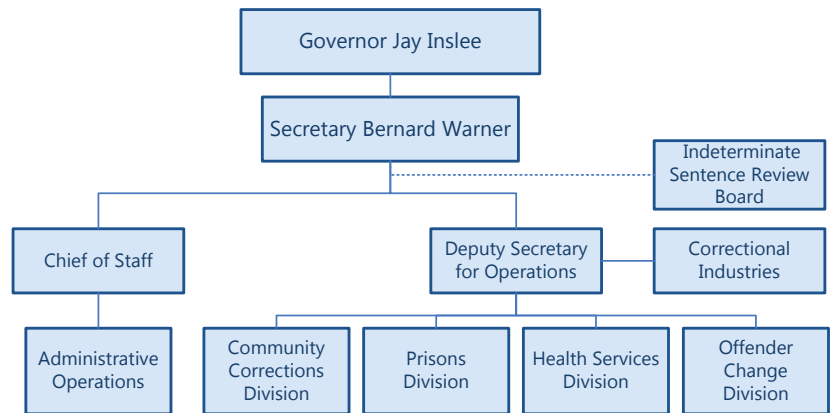 Governor Jay Inslee
Secretary Bernard Warner
Indeterminate
Sentence Review
Board
Chief of Staff
Deputy Secretary
for Operations
Correctional
Industries
Administrative
Operations
Community
Corrections
Division
Prisons
Division
Health Services
Division
Offender
Change
Division